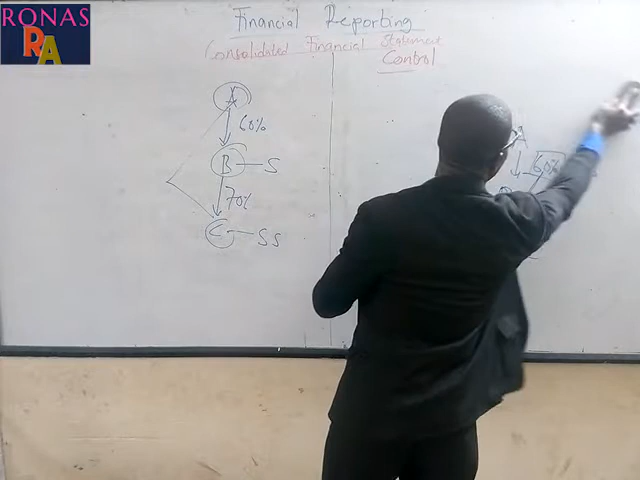 RONAS
RA
Financial Reporting
Consolidated Financial Statement
Control
A
60%
B S
70%
C SS
A
60%